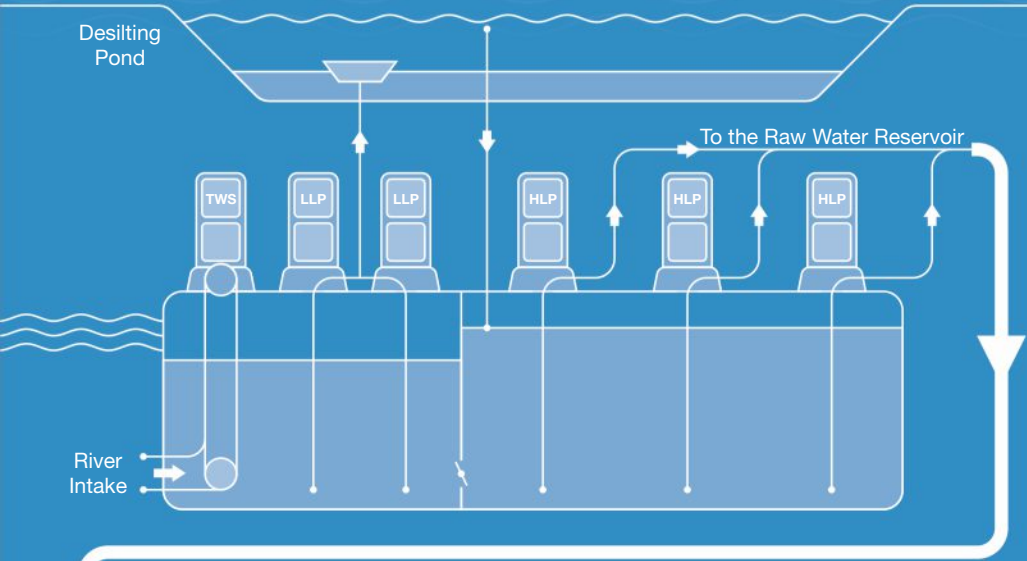 Desilting
Pond
To the Raw Water Reservoir
TWS
LLP
LLP
HLP
HLP
HLP
River
Intake